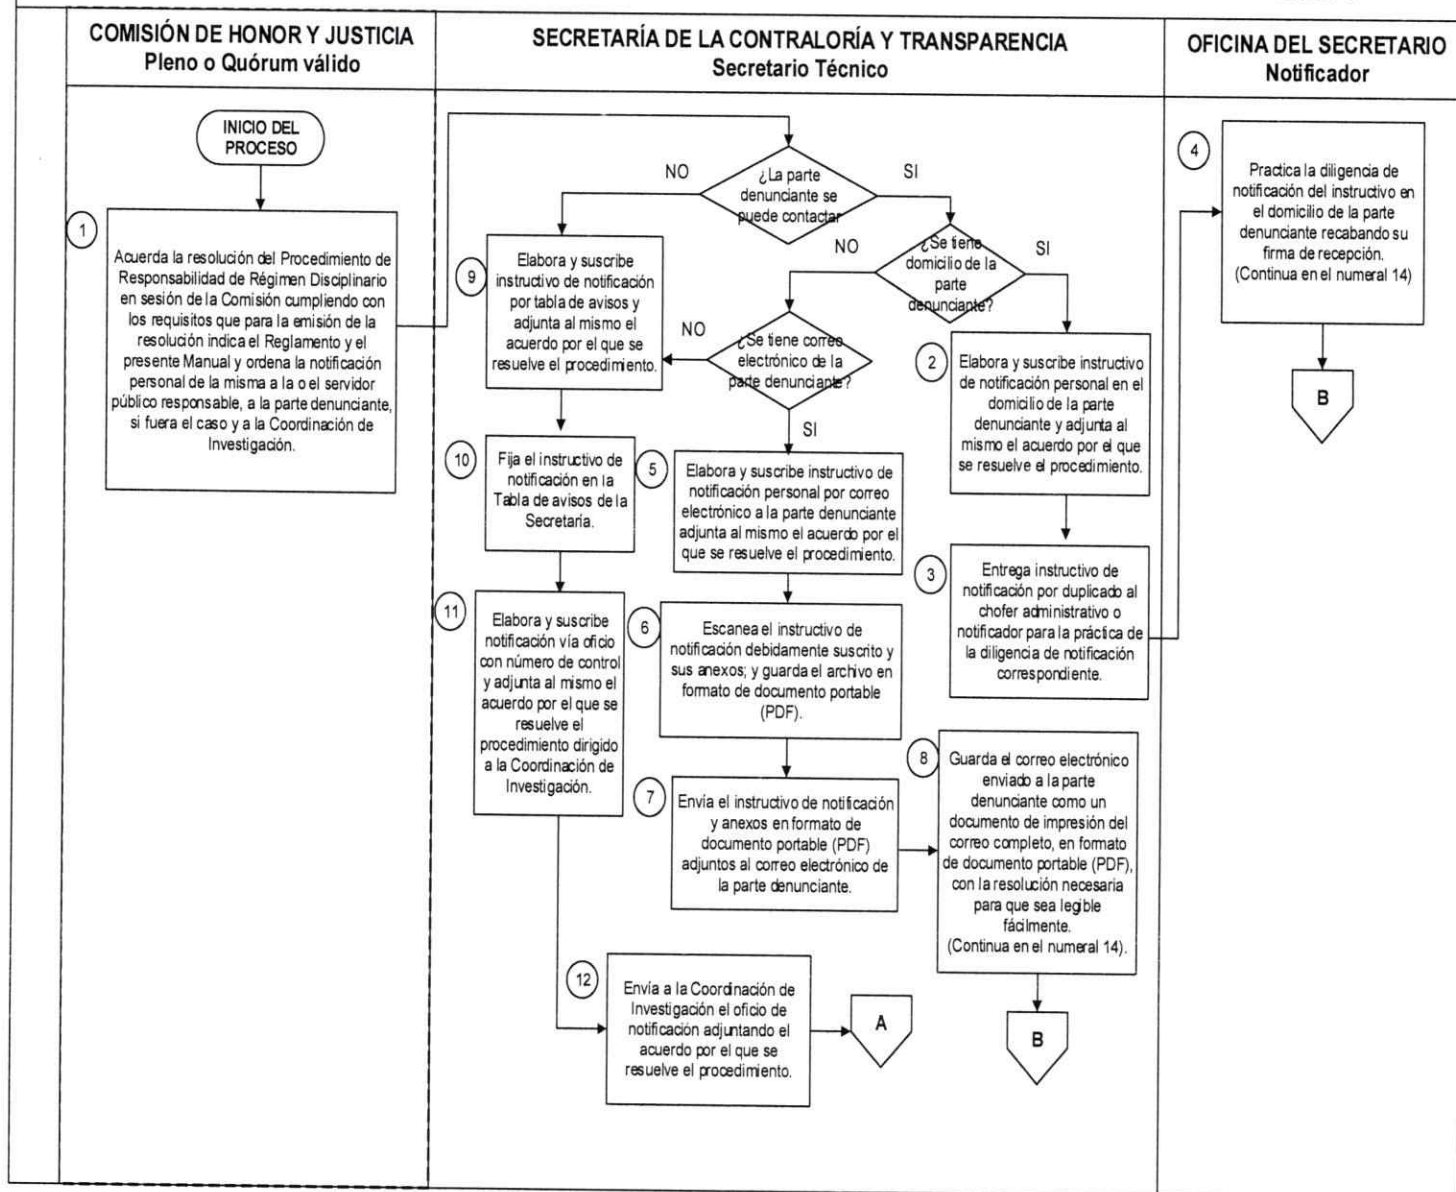 COMISIÓN DE HONOR Y JUSTICIA
Pleno o Quórum válido
SECRETARÍA DE LA CONTRALORÍA Y TRANSPARENCIA
Secretario Técnico
OFICINA DEL SECRETARIO
Notificador
INICIO DEL
PROCESO
1
Acuerda la resolución del Procedimiento de
Responsabilidad de Régimen Disciplinario
en sesión de la Comisión cumpliendo con
los requisitos que para la emisión de la
resolución indica el Reglamento y el
presente Manual y ordena la notificación
personal de la misma a la o el servidor
público responsable, a la parte denunciante,
si fuera el caso y a la Coordinación de
Investigación.
¿La parte
denunciante se
puede contactar
NO
SI
¿Se tiene
domicilio de la
parte
denunciante?
NO
SI
¿Se tiene correo
electrónico de la
parte denunciante?
NO
SI
9
Elabora y suscribe
instructivo de notificación
por tabla de avisos y
adjunta al mismo el
acuerdo por el que se
resuelve el procedimiento.
2
Elabora y suscribe instructivo
de notificación personal en el
domicilio de la parte
denunciante y adjunta al
mismo el acuerdo por el que
se resuelve el procedimiento.
4
Practica la diligencia de
notificación del instructivo en
el domicilio de la parte
denunciante recabando su
firma de recepción.
(Continua en el numeral 14)
B
10
Fija el instructivo de
notificación en la
Tabla de avisos de la
Secretaría.
5
Elabora y suscribe instructivo de
notificación personal por correo
electrónico a la parte denunciante
adjunta al mismo el acuerdo por el
que se resuelve el procedimiento.
3
Entrega instructivo de
notificación por duplicado al
chofer administrativo o
notificador para la práctica de
la diligencia de notificación
correspondiente.
11
Elabora y suscribe
notificación vía oficio
con número de control
y adjunta al mismo el
acuerdo por el que se
resuelve el
procedimiento dirigido
a la Coordinación de
Investigación.
6
Escanea el instructivo de
notificación debidamente suscrito y
sus anexos; y guarda el archivo en
formato de documento portable
(PDF).
7
Envía el instructivo de notificación
y anexos en formato de
documento portable (PDF)
adjuntos al correo electrónico de
la parte denunciante.
8
Guarda el correo electrónico
enviado a la parte
denunciante como un
documento de impresión del
correo completo, en formato
de documento portable (PDF),
con la resolución necesaria
para que sea legible
fácilmente.
(Continua en el numeral 14).
12
Envía a la Coordinación de
Investigación el oficio de
notificación adjuntando el
acuerdo por el que se
resuelve el procedimiento.
A
B